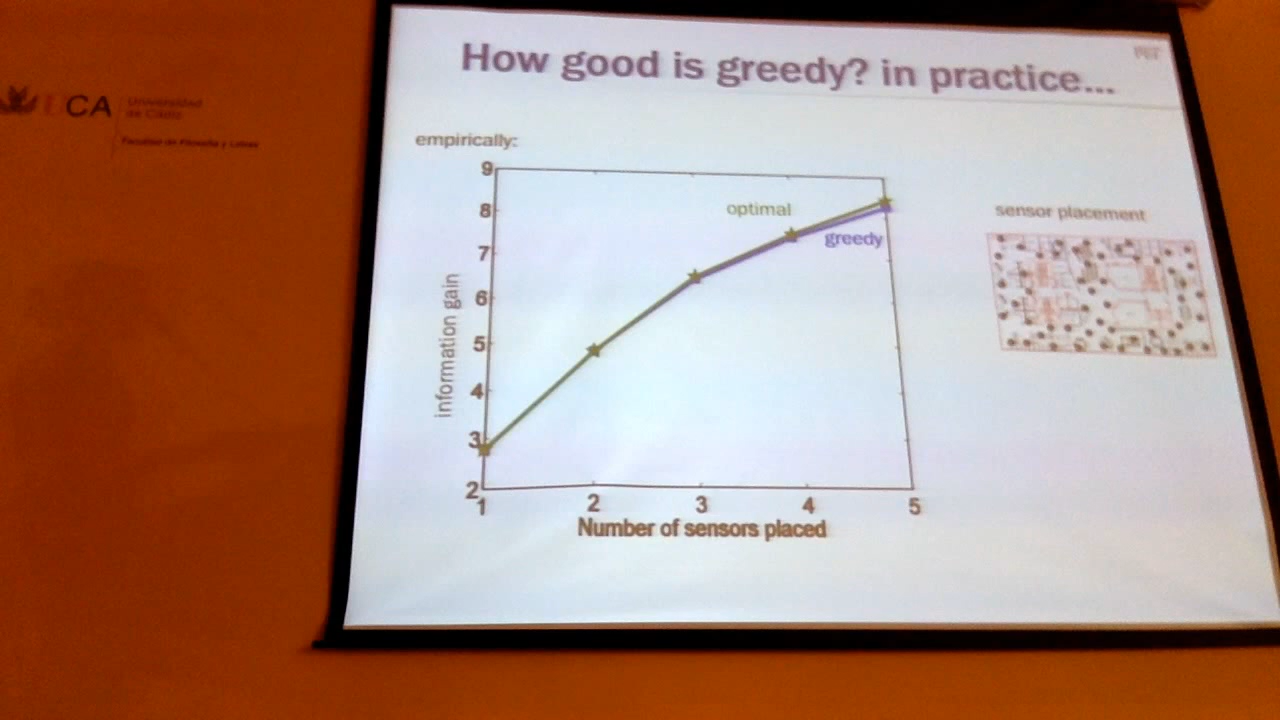 How good is greedy? in practice...
UCA
Universidad
de Cádiz
Facultad de Filosofía y Letras
empirically:
9
8
7
6
5
4
3
2
information gain
optimal
greedy
1
2
3
4
5
Number of sensors placed
sensor placement